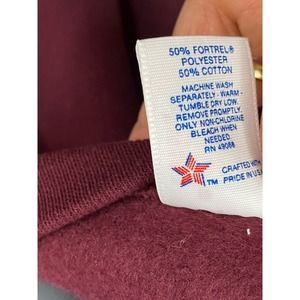 50% FORTREL®
POLYESTER
50% COTTON
MACHINE WASH
SEPARATELY - WARM -
TUMBLE DRY LOW.
REMOVE PROMPTLY.
ONLY NON-CHLORINE
BLEACH WHEN
NEEDED.
RN 49088
CRAFTED WITH
™ PRIDE IN U.S.A